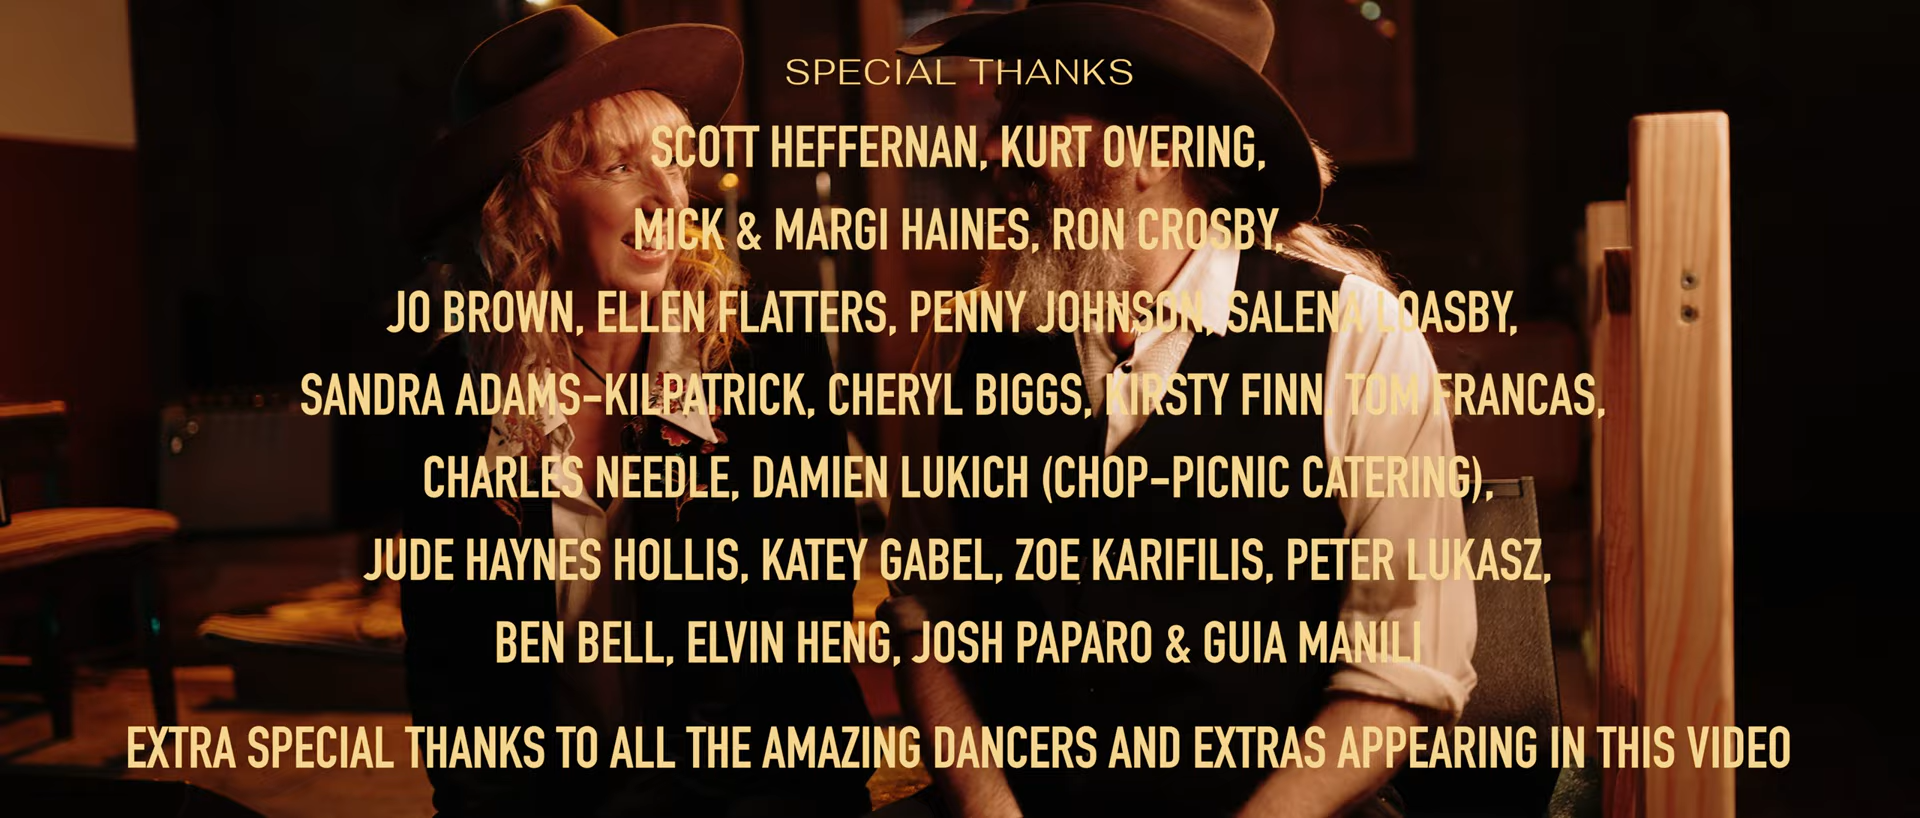 SPECIAL THANKS
SCOTT HEFFERNAN, KURT OVERING,
MICK & MARGI HAINES, RON CROSBY,
JO BROWN, ELLEN FLATTERS, PENNY JOHNSON, SALENA LOASBY,
SANDRA ADAMS-KILPATRICK, CHERYL BIGGS, KIRSTY FINN, TOM FRANCAS,
CHARLES NEEDLE, DAMIEN LUKICH (CHOP-PICNIC CATERING),
JUDE HAYNES HOLLIS, KATEY GABEL, ZOE KARIFILIS, PETER LUKASZ,
BEN BELL, ELVIN HENG, JOSH PAPARO & GUIA MANILI
EXTRA SPECIAL THANKS TO ALL THE AMAZING DANCERS AND EXTRAS APPEARING IN THIS VIDEO